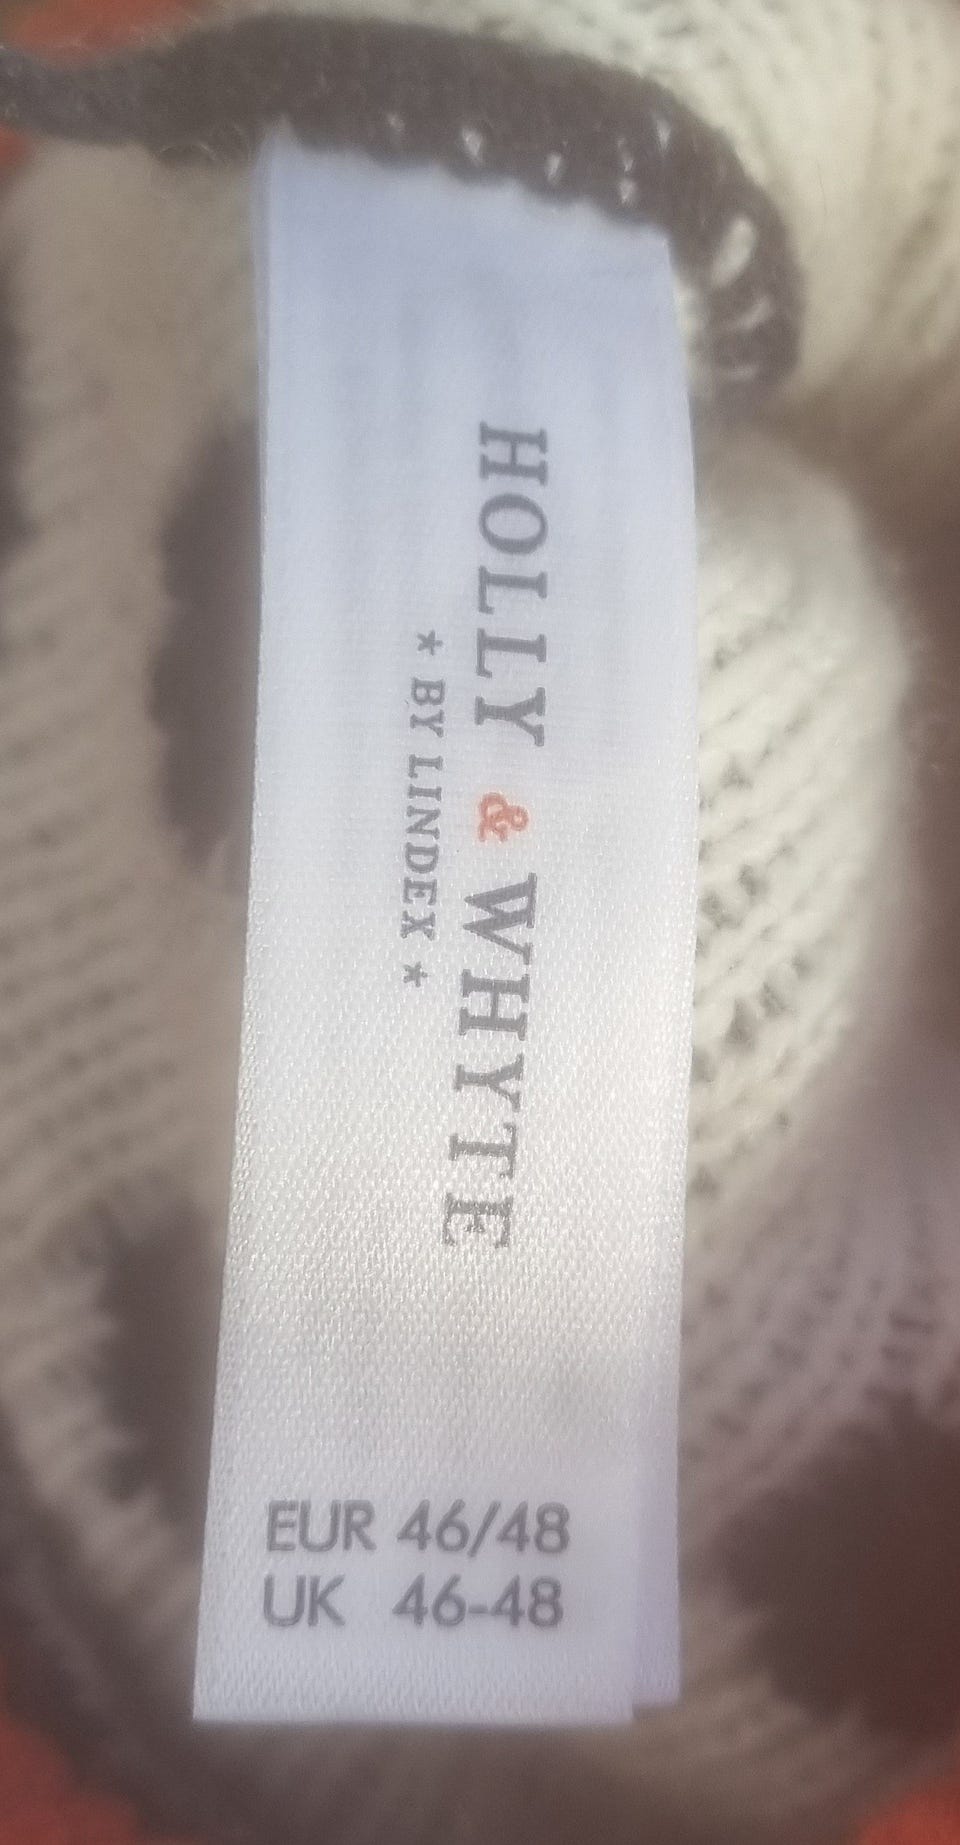 HOLLY & WHYTE
* BY LINDEX *
EUR 46/48
UK 46-48